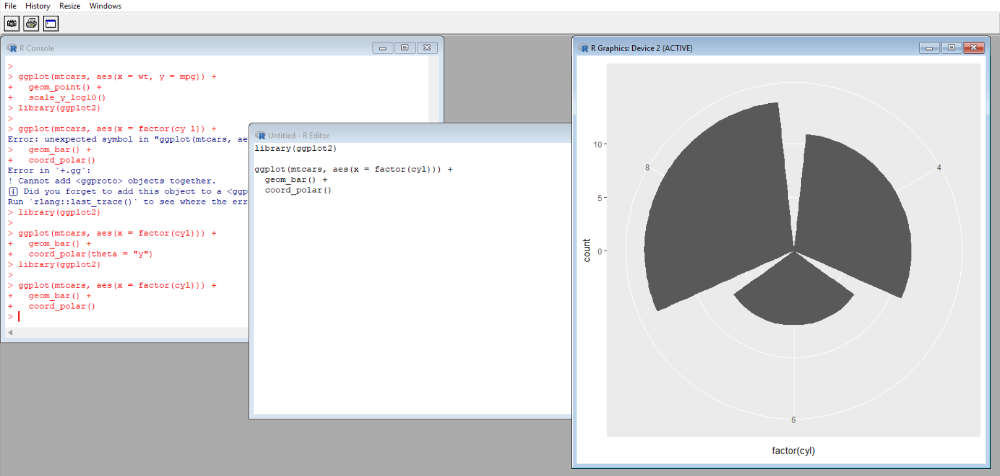 File History Resize Windows
R Console
>
> ggplot(mtcars, aes(x = wt, y = mpg)) +
+   geom_point() +
+   scale_y_log10()
> library(ggplot2)
>
> ggplot(mtcars, aes(x = factor(cy l)) +
Error: unexpected symbol in "ggplot(mtcars, ae
>   geom_bar() +
+   coord_polar()
Error in `+.gg`:
! Cannot add <ggproto> objects together.
i Did you forget to add this object to a <ggp
Run `rlang::last_trace()` to see where the err
> library(ggplot2)
>
> ggplot(mtcars, aes(x = factor(cyl))) +
+   geom_bar() +
+   coord_polar(theta = "y")
> library(ggplot2)
>
> ggplot(mtcars, aes(x = factor(cyl))) +
+   geom_bar() +
+   coord_polar()
>
Untitled - R Editor
library(ggplot2)
ggplot(mtcars, aes(x = factor(cyl))) +
  geom_bar() +
  coord_polar()
R Graphics: Device 2 (ACTIVE)
10
8
4
5
count
0
6
factor(cyl)